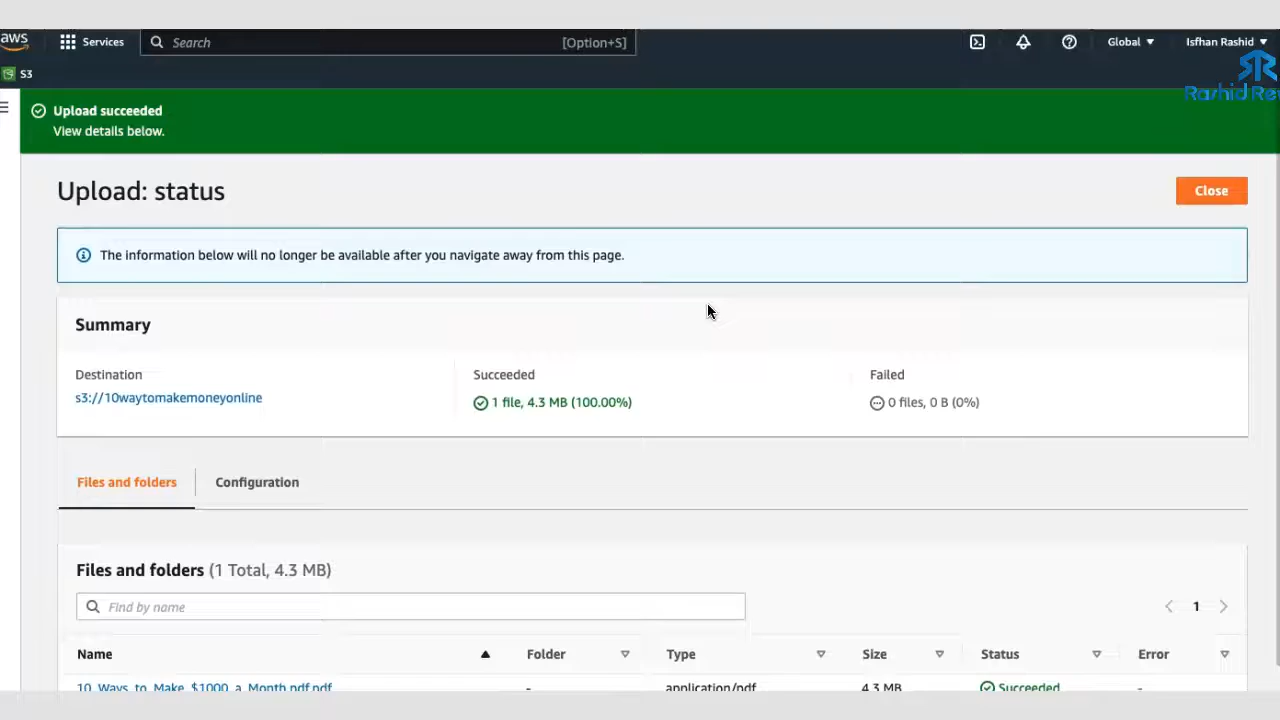 aws Services Search [Option+S] Global Isfhan Rashid
S3
Rashid Rev
Upload succeeded
View details below.
Upload: status
Close
The information below will no longer be available after you navigate away from this page.
Summary
Destination Succeeded Failed
s3://10waytomakemoneyonline 1 file, 4.3 MB (100.00%) 0 files, 0 B (0%)
Files and folders Configuration
Files and folders (1 Total, 4.3 MB)
Find by name 1
Name Folder Type Size Status Error
10_Ways_to_Make_$1000_a_Month.pdf.pdf - application/pdf 4.3 MB Succeeded -